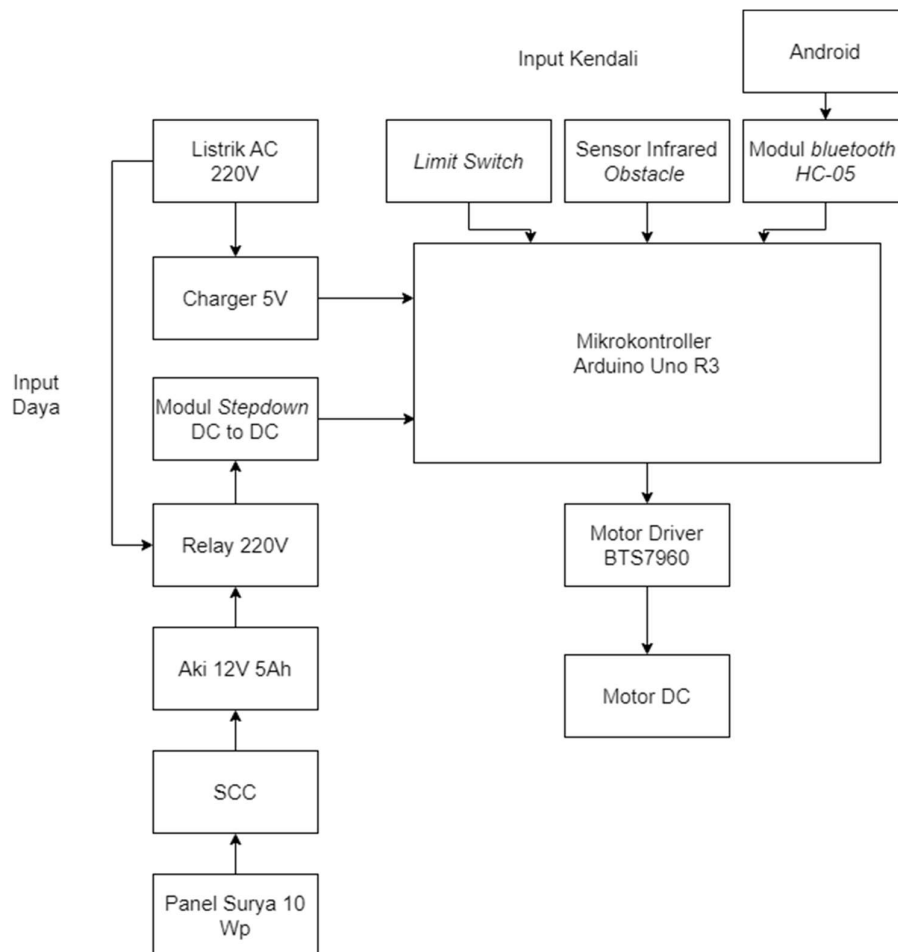 Input Kendali
Android
Listrik AC
220V
Limit Switch
Sensor Infrared
Obstacle
Modul bluetooth
HC-05
Charger 5V
Mikrokontroller
Arduino Uno R3
Input
Daya
Modul Stepdown
DC to DC
Relay 220V
Motor Driver
BTS7960
Aki 12V 5Ah
Motor DC
SCC
Panel Surya 10
Wp